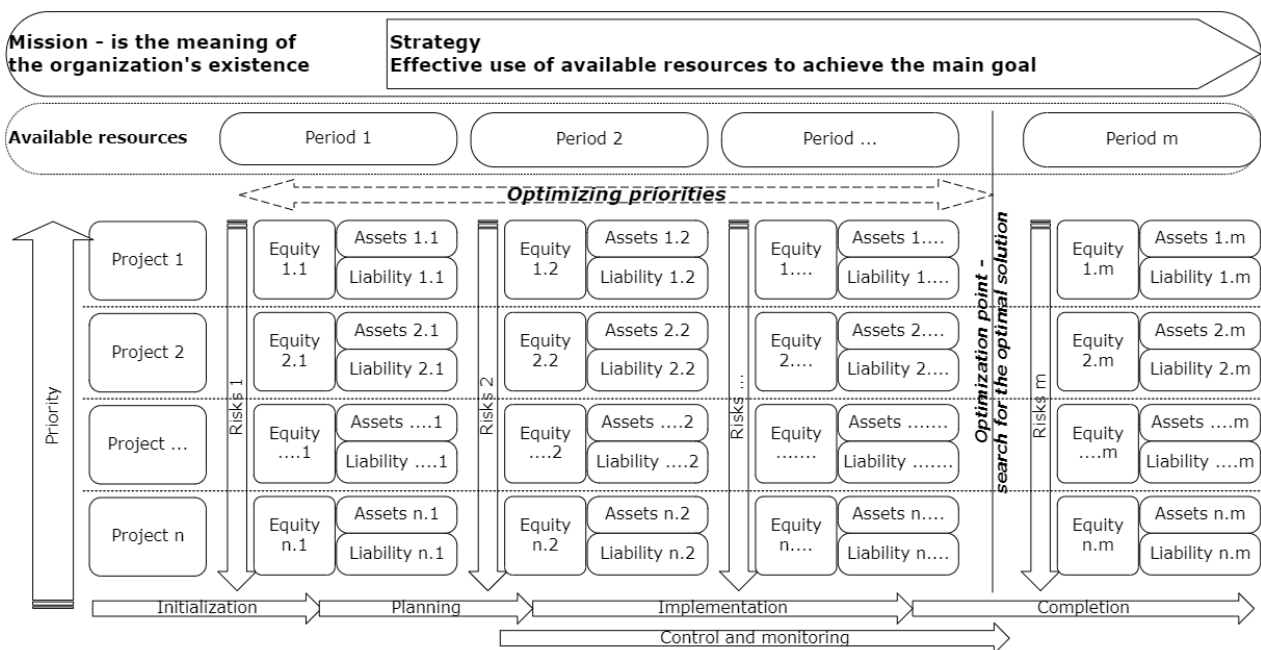 Mission - is the meaning of
the organization's existence
Strategy
Effective use of available resources to achieve the main goal
Available resources
Period 1
Period 2
Period ...
Period m
Optimizing priorities
Priority
Project 1
Risks 1
Equity
1.1
Assets 1.1
Liability 1.1
Risks 2
Equity
1.2
Assets 1.2
Liability 1.2
Risks ...
Equity
1....
Assets 1....
Liability 1....
Optimization point -
search for the optimal solution
Risks m
Equity
1.m
Assets 1.m
Liability 1.m
Project 2
Equity
2.1
Assets 2.1
Liability 2.1
Equity
2.2
Assets 2.2
Liability 2.2
Equity
2....
Assets 2....
Liability 2....
Equity
2.m
Assets 2.m
Liability 2.m
Project ...
Equity
....1
Assets ....1
Liability ....1
Equity
....2
Assets ....2
Liability ....2
Equity
.......
Assets .......
Liability .......
Equity
....m
Assets ....m
Liability ....m
Project n
Equity
n.1
Assets n.1
Liability n.1
Equity
n.2
Assets n.2
Liability n.2
Equity
n....
Assets n....
Liability n....
Equity
n.m
Assets n.m
Liability n.m
Initialization
Planning
Implementation
Completion
Control and monitoring